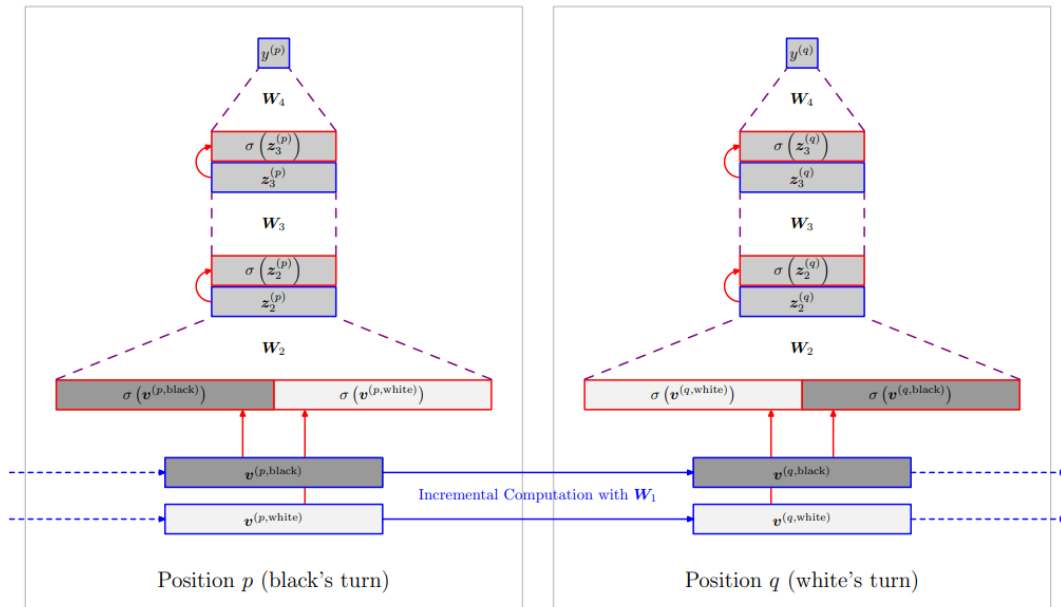 y^(p)
W_4
σ(z_3^(p))
z_3^(p)
W_3
σ(z_2^(p))
z_2^(p)
W_2
σ(v^(p,black)) σ(v^(p,white))
v^(p,black)
v^(p,white)
Position p (black's turn)
Incremental Computation with W_1
y^(q)
W_4
σ(z_3^(q))
z_3^(q)
W_3
σ(z_2^(q))
z_2^(q)
W_2
σ(v^(q,white)) σ(v^(q,black))
v^(q,black)
v^(q,white)
Position q (white's turn)